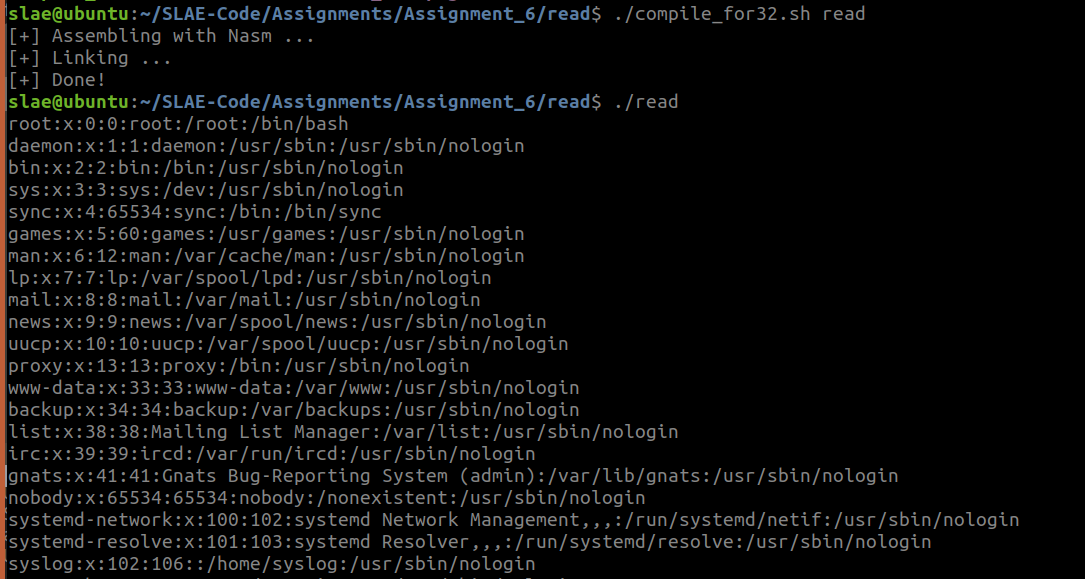 slae@ubuntu:~/SLAE-Code/Assignments/Assignment_6/read$ ./compile_for32.sh read
[+] Assembling with Nasm ...
[+] Linking ...
[+] Done!
slae@ubuntu:~/SLAE-Code/Assignments/Assignment_6/read$ ./read
root:x:0:0:root:/root:/bin/bash
daemon:x:1:1:daemon:/usr/sbin:/usr/sbin/nologin
bin:x:2:2:bin:/bin:/usr/sbin/nologin
sys:x:3:3:sys:/dev:/usr/sbin/nologin
sync:x:4:65534:sync:/bin:/bin/sync
games:x:5:60:games:/usr/games:/usr/sbin/nologin
man:x:6:12:man:/var/cache/man:/usr/sbin/nologin
lp:x:7:7:lp:/var/spool/lpd:/usr/sbin/nologin
mail:x:8:8:mail:/var/mail:/usr/sbin/nologin
news:x:9:9:news:/var/spool/news:/usr/sbin/nologin
uucp:x:10:10:uucp:/var/spool/uucp:/usr/sbin/nologin
proxy:x:13:13:proxy:/bin:/usr/sbin/nologin
www-data:x:33:33:www-data:/var/www:/usr/sbin/nologin
backup:x:34:34:backup:/var/backups:/usr/sbin/nologin
list:x:38:38:Mailing List Manager:/var/list:/usr/sbin/nologin
irc:x:39:39:ircd:/var/run/ircd:/usr/sbin/nologin
gnats:x:41:41:Gnats Bug-Reporting System (admin):/var/lib/gnats:/usr/sbin/nologin
nobody:x:65534:65534:nobody:/nonexistent:/usr/sbin/nologin
systemd-network:x:100:102:systemd Network Management,,,:/run/systemd/netif:/usr/sbin/nologin
systemd-resolve:x:101:103:systemd Resolver,,,:/run/systemd/resolve:/usr/sbin/nologin
syslog:x:102:106::/home/syslog:/usr/sbin/nologin